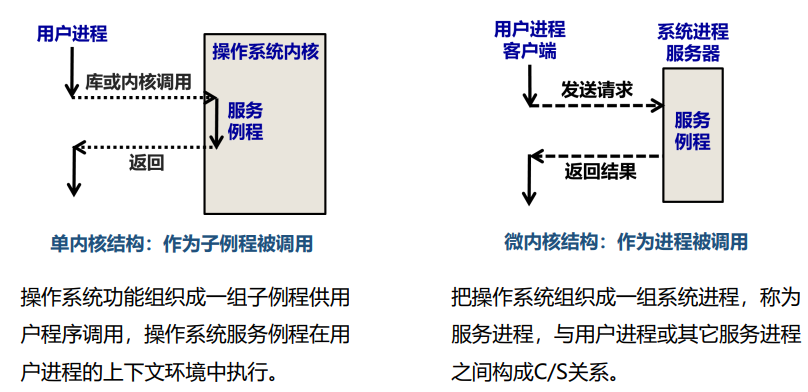 用户进程
操作系统内核
库或内核调用
服务
例程
返回
单内核结构：作为子例程被调用
操作系统功能组织成一组子例程供用
户程序调用，操作系统服务例程在用
户进程的上下文环境中执行。
用户进程
客户端
系统进程
服务器
发送请求
服务
例程
返回结果
微内核结构：作为进程被调用
把操作系统组织成一组系统进程，称为
服务进程，与用户进程或其它服务进程
之间构成C/S关系。